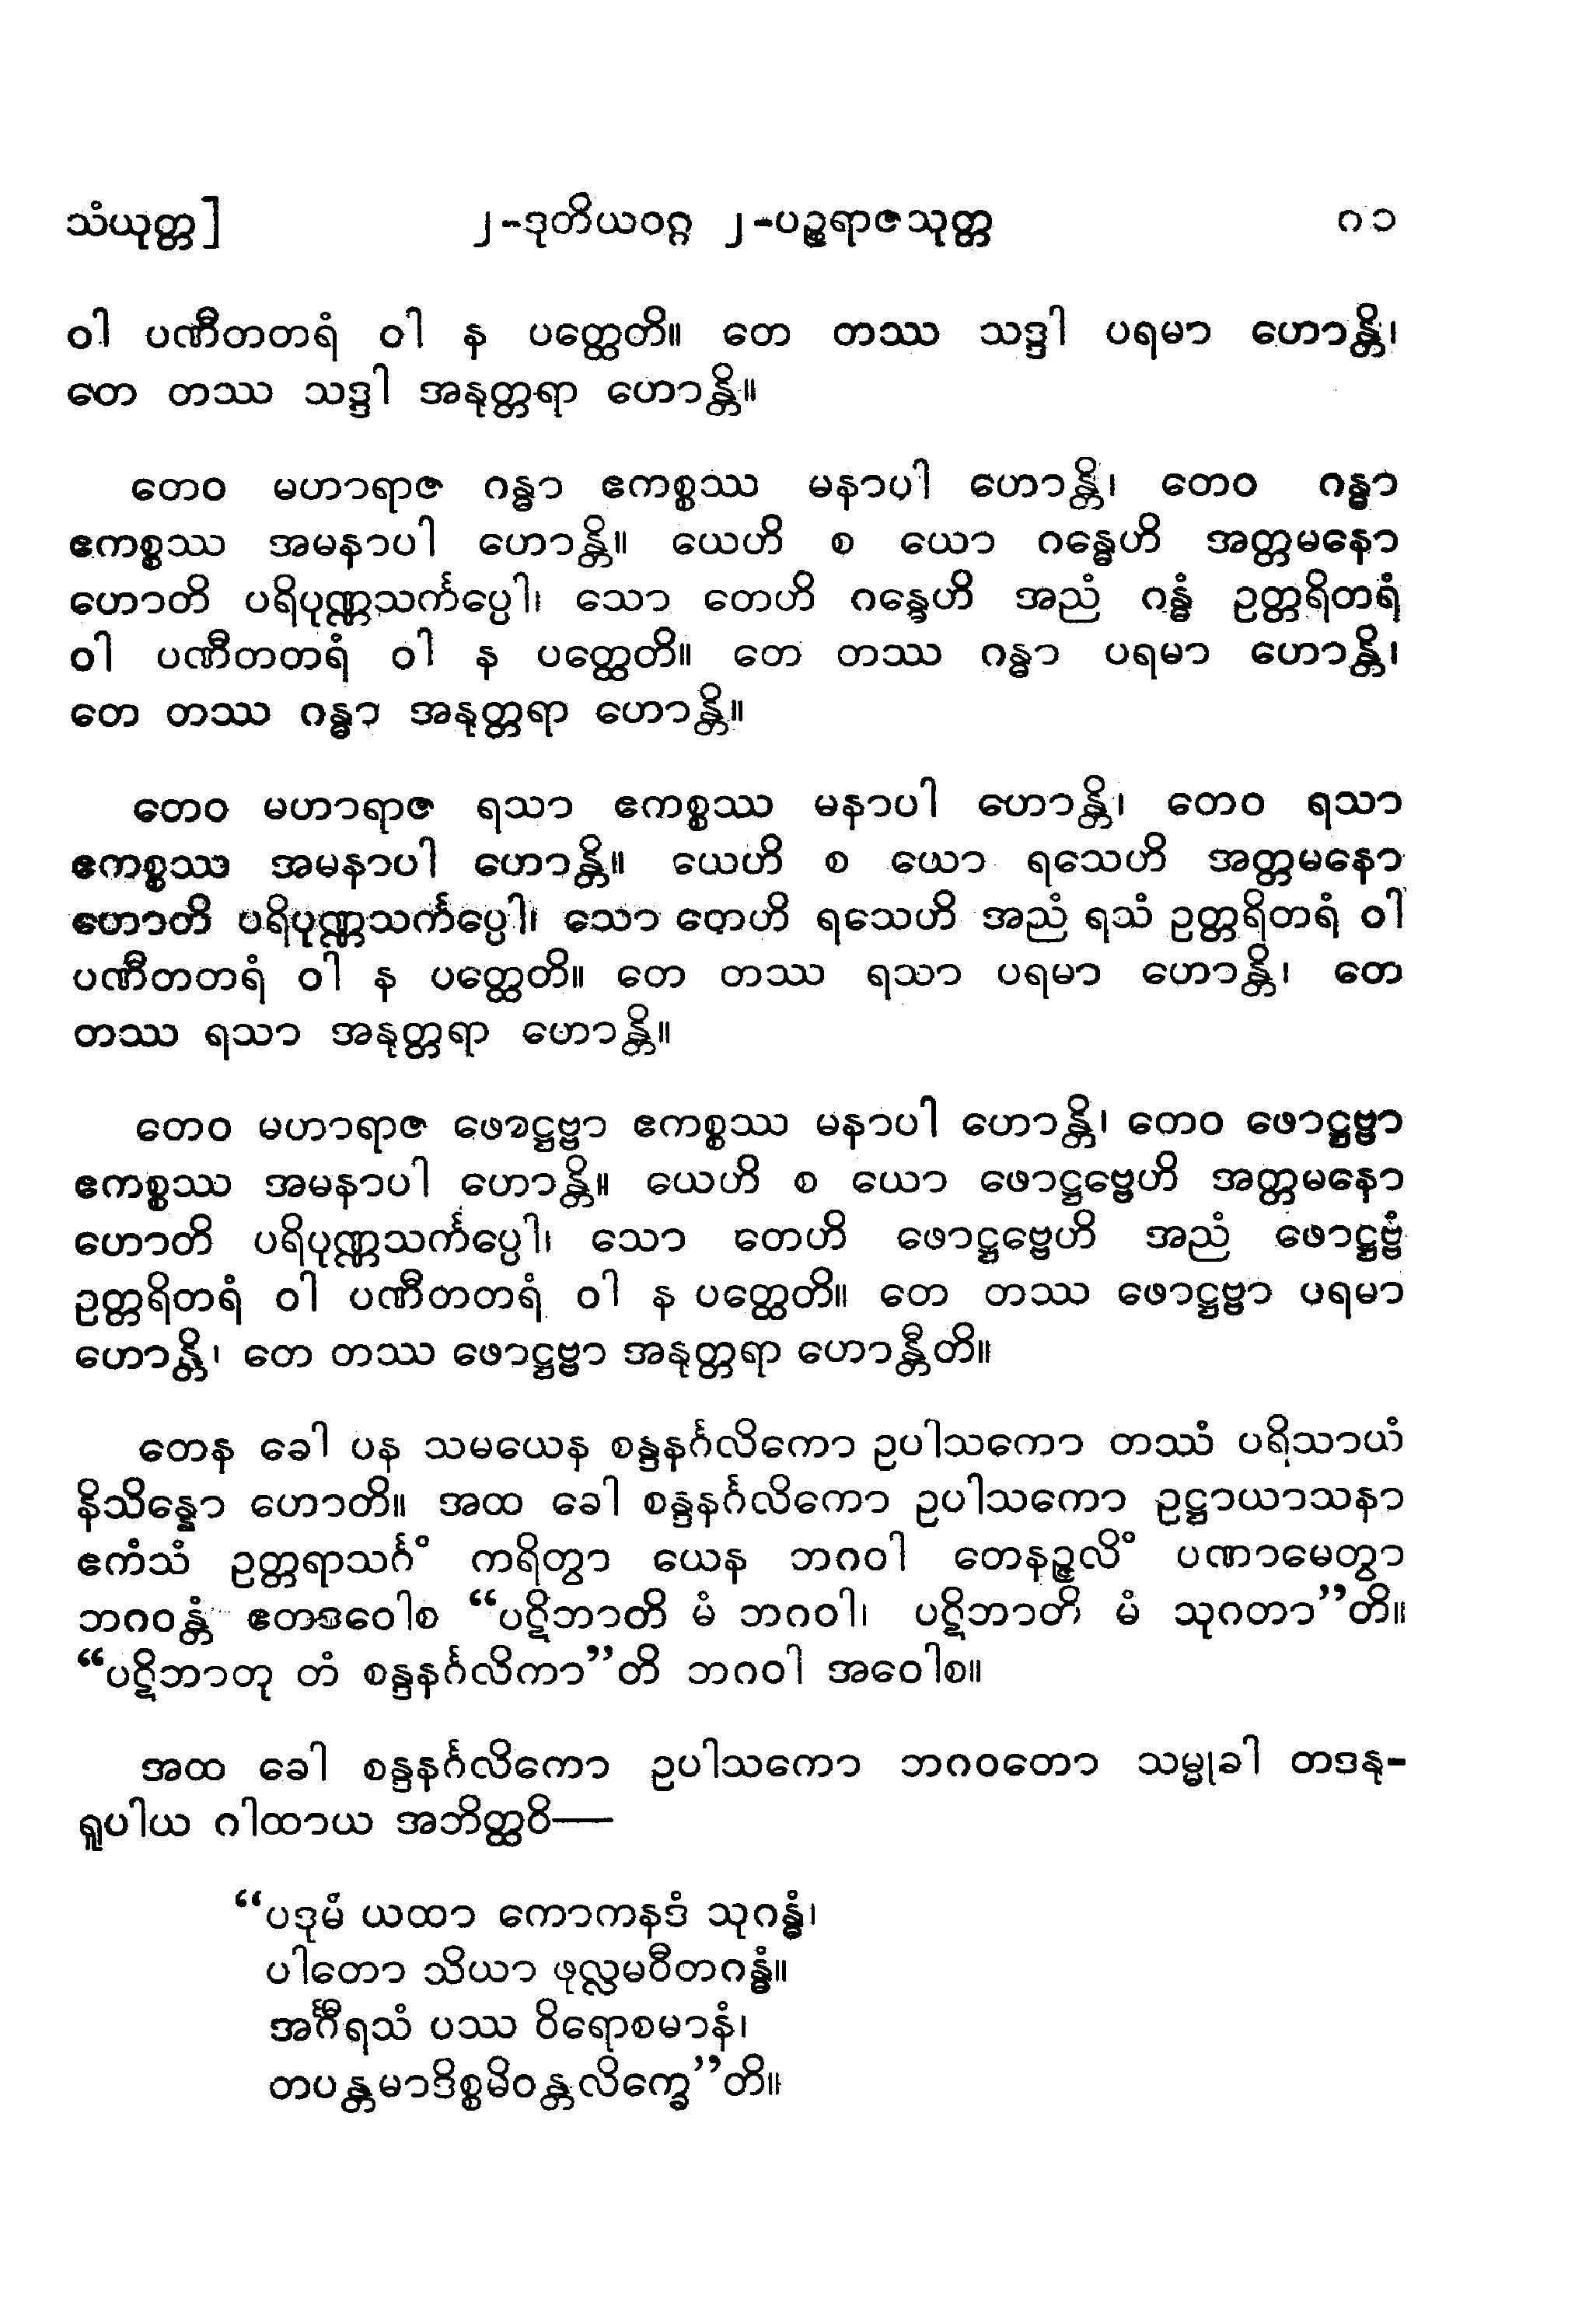 သံယုတ္တ]	၂-ဒုတိယဝဂ္ဂ ၂-ပဉ္စရာဇသုတ္တ	ဂ၁
ဝါ ပဏီတတရံ ဝါ န ပတ္ထေတိ။ တေ တဿ သဒ္ဒါ ပရမာ ဟောန္တိ၊
တေ တဿ သဒ္ဒါ အနုတ္တရာ ဟောန္တိ။
တေဝ မဟာရာဇ ဂန္ဓာ ဧကစ္စဿ မနာပါ ဟောန္တိ၊ တေဝ ဂန္ဓာ
ဧကစ္စဿ အမနာပါ ဟောန္တိ။ ယေဟိ စ ယော ဂန္ဓေဟိ အတ္တမနော
ဟောတိ ပရိပုဏ္ဏသင်္ကပ္ပေါ၊ သော တေဟိ ဂန္ဓေဟိ အညံ ဂန္ဓံ ဥတ္တရိတရံ
ဝါ ပဏီတတရံ ဝါ န ပတ္ထေတိ။ တေ တဿ ဂန္ဓာ ပရမာ ဟောန္တိ၊
တေ တဿ ဂန္ဓာ အနုတ္တရာ ဟောန္တိ။
တေဝ မဟာရာဇ ရသာ ဧကစ္စဿ မနာပါ ဟောန္တိ၊ တေဝ ရသာ
ဧကစ္စဿ အမနာပါ ဟောန္တိ။ ယေဟိ စ ယော ရသေဟိ အတ္တမနော
ဟောတိ ပရိပုဏ္ဏသင်္ကပ္ပေါ၊ သော တေဟိ ရသေဟိ အညံ ရသံ ဥတ္တရိတရံ ဝါ
ပဏီတတရံ ဝါ န ပတ္ထေတိ။ တေ တဿ ရသာ ပရမာ ဟောန္တိ၊ တေ
တဿ ရသာ အနုတ္တရာ ဟောန္တိ။
တေဝ မဟာရာဇ ဖောဋ္ဌဗ္ဗာ ဧကစ္စဿ မနာပါ ဟောန္တိ၊ တေဝ ဖောဋ္ဌဗ္ဗာ
ဧကစ္စဿ အမနာပါ ဟောန္တိ။ ယေဟိ စ ယော ဖောဋ္ဌဗ္ဗေဟိ အတ္တမနော
ဟောတိ ပရိပုဏ္ဏသင်္ကပ္ပေါ၊ သော တေဟိ ဖောဋ္ဌဗ္ဗေဟိ အညံ ဖောဋ္ဌဗ္ဗံ
ဥတ္တရိတရံ ဝါ ပဏီတတရံ ဝါ န ပတ္ထေတိ။ တေ တဿ ဖောဋ္ဌဗ္ဗာ ပရမာ
ဟောန္တိ၊ တေ တဿ ဖောဋ္ဌဗ္ဗာ အနုတ္တရာ ဟောန္တီတိ။
တေန ခေါ ပန သမယေန စန္ဒနင်္ဂလိကော ဥပါသကော တဿံ ပရိသာယံ
နိသိန္နော ဟောတိ။ အထ ခေါ စန္ဒနင်္ဂလိကော ဥပါသကော ဥဋ္ဌာယာသနာ
ဧကံသံ ဥတ္တရာသင်္ဂံ ကရိတွာ ယေန ဘဂဝါ တေနဉ္ဇလိံ ပဏာမေတွာ
ဘဂဝန္တံ ဧတဒဝေါစ “ပဋိဘာတိ မံ ဘဂဝါ၊ ပဋိဘာတိ မံ သုဂတာ”တိ။
“ပဋိဘာတု တံ စန္ဒနင်္ဂလိကာ”တိ ဘဂဝါ အဝေါစ။
အထ ခေါ စန္ဒနင်္ဂလိကော ဥပါသကော ဘဂဝတော သမ္မုခါ တဒနု-
ရူပါယ ဂါထာယ အဘိတ္ထဝိ—
“ပဒုမံ ယထာ ကောကနဒံ သုဂန္ဓံ၊
ပါတော သိယာ ဖုလ္လမဝီတဂန္ဓံ။
အင်္ဂီရသံ ပဿ ဝိရောစမာနံ၊
တပန္တမာဒိစ္စမိဝန္တလိက္ခေ”တိ။